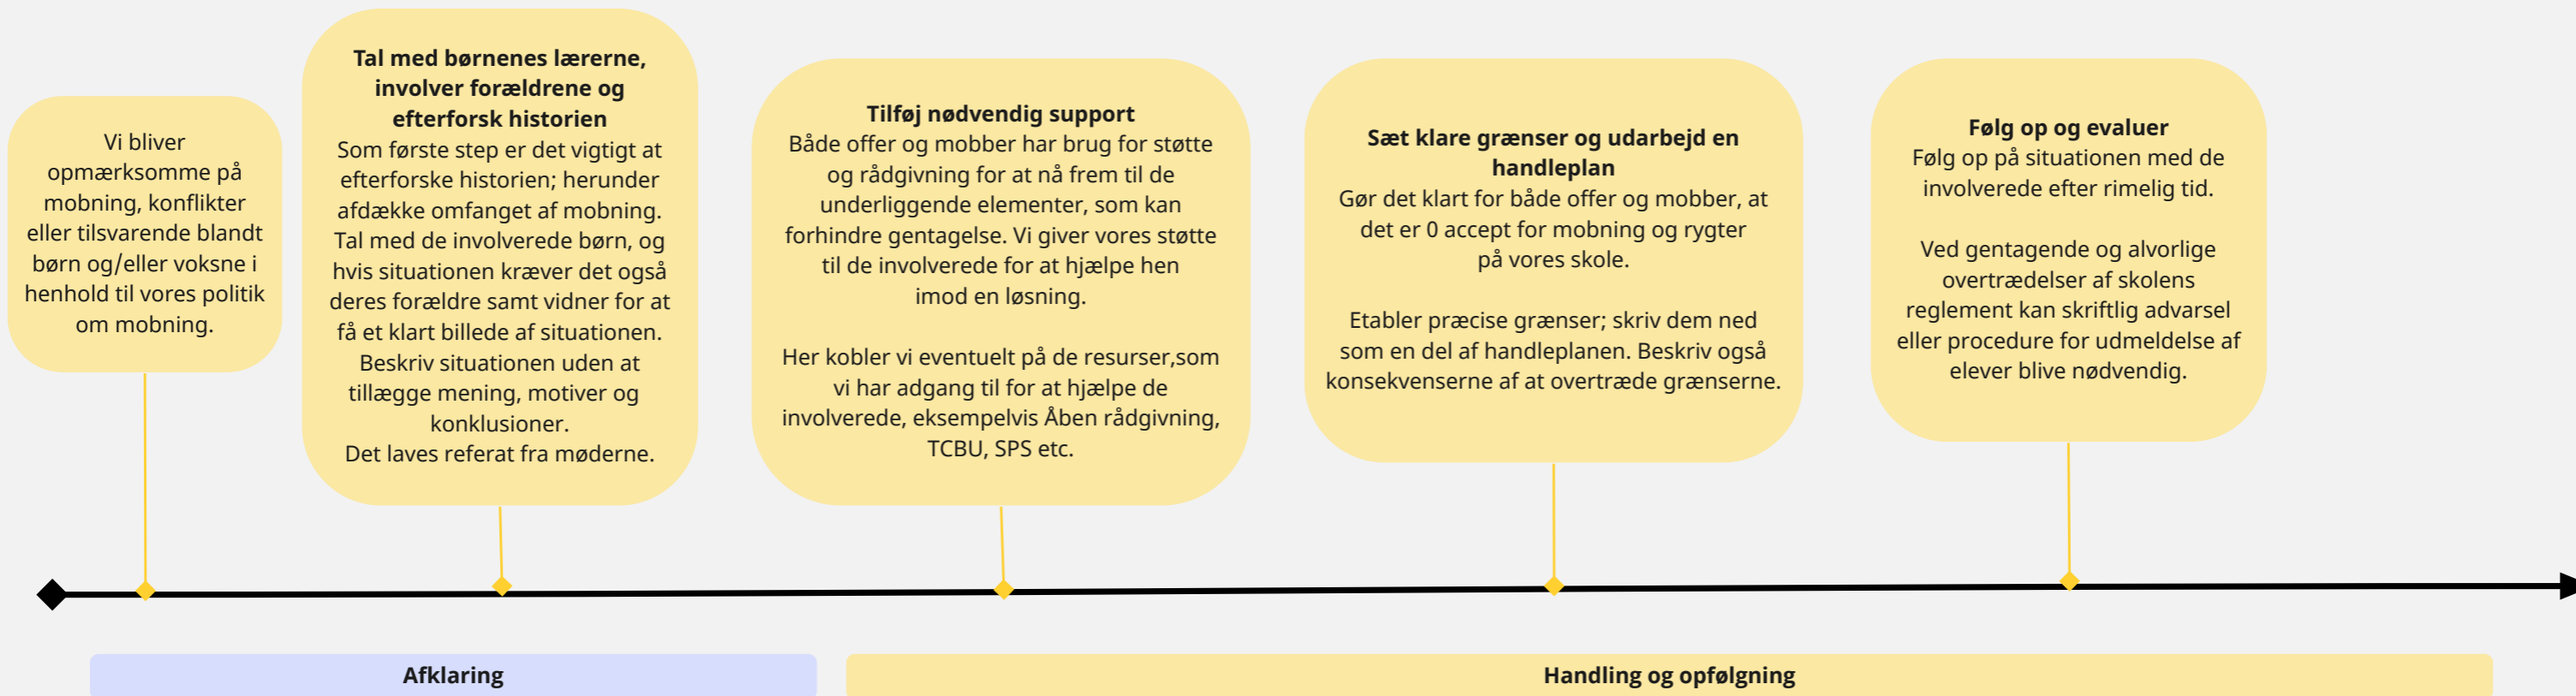 Vi bliver
opmærksomme på
mobning, konflikter
eller tilsvarende blandt
børn og/eller voksne i
henhold til vores politik
om mobning.
Tal med børnenes lærerne,
involver forældrene og
efterforsk historien
Som første step er det vigtigt at
efterforske historien; herunder
afdække omfanget af mobning.
Tal med de involverede børn, og
hvis situationen kræver det også
deres forældre samt vidner for at
få et klart billede af situationen.
Beskriv situationen uden at
tillægge mening, motiver og
konklusioner.
Det laves referat fra møderne.
Tilføj nødvendig support
Både offer og mobber har brug for støtte
og rådgivning for at nå frem til de
underliggende elementer, som kan
forhindre gentagelse. Vi giver vores støtte
til de involverede for at hjælpe hen
imod en løsning.
Her kobler vi eventuelt på de resurser,som
vi har adgang til for at hjælpe de
involverede, eksempelvis Åben rådgivning,
TCBU, SPS etc.
Sæt klare grænser og udarbejd en
handleplan
Gør det klart for både offer og mobber, at
det er 0 accept for mobning og rygter
på vores skole.
Etabler præcise grænser; skriv dem ned
som en del af handleplanen. Beskriv også
konsekvenserne af at overtræde grænserne.
Følg op og evaluer
Følg op på situationen med de
involverede efter rimelig tid.
Ved gentagende og alvorlige
overtrædelser af skolens
reglement kan skriftlig advarsel
eller procedure for udmeldelse af
elever blive nødvendig.
Afklaring
Handling og opfølgning